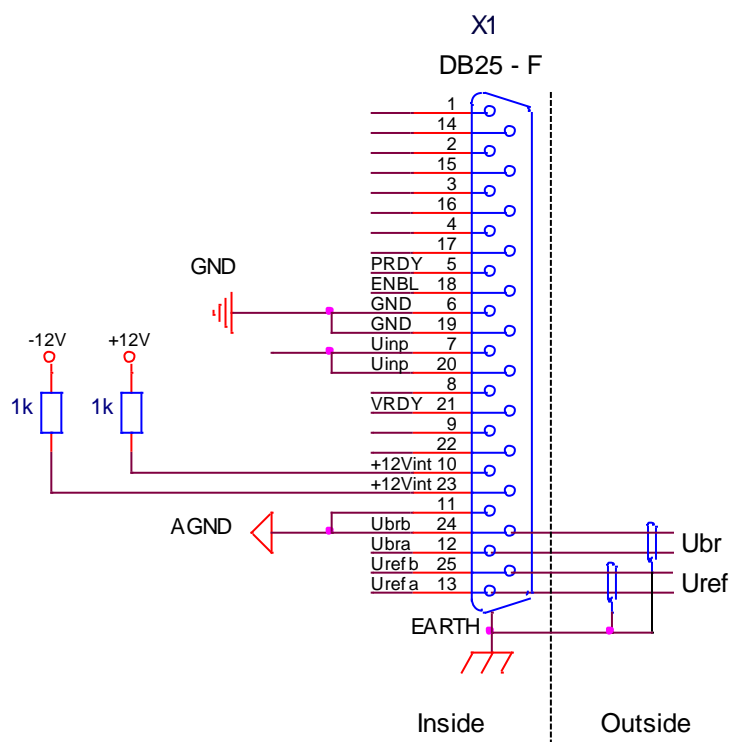 X1
DB25 - F
1
14
2
15
3
16
4
17
PRDY 5
ENBL 18
GND
GND 6
GND 19
Uinp 7
Uinp 20
-12V +12V
8
1k 1k
VRDY 21
9
22
+12Vint 10
+12Vint 23
11
AGND
Ubrb 24
Ubra 12
Ubr
Urefb 25
Urefa 13
Uref
EARTH
Inside Outside